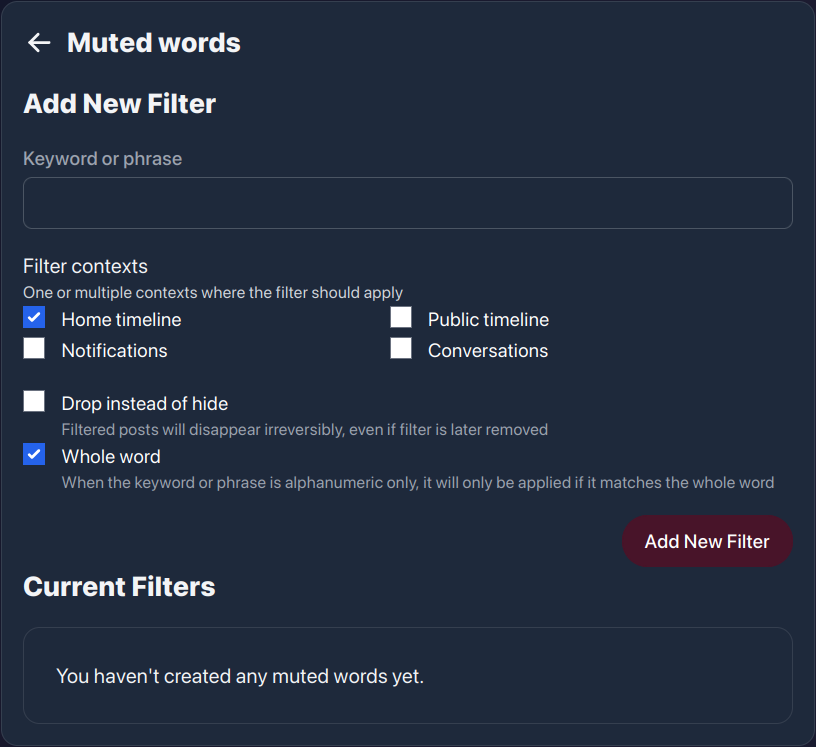 Muted words
Add New Filter
Keyword or phrase
Filter contexts
One or multiple contexts where the filter should apply
Home timeline
Public timeline
Notifications
Conversations
Drop instead of hide
Filtered posts will disappear irreversibly, even if filter is later removed
Whole word
When the keyword or phrase is alphanumeric only, it will only be applied if it matches the whole word
Add New Filter
Current Filters
You haven't created any muted words yet.